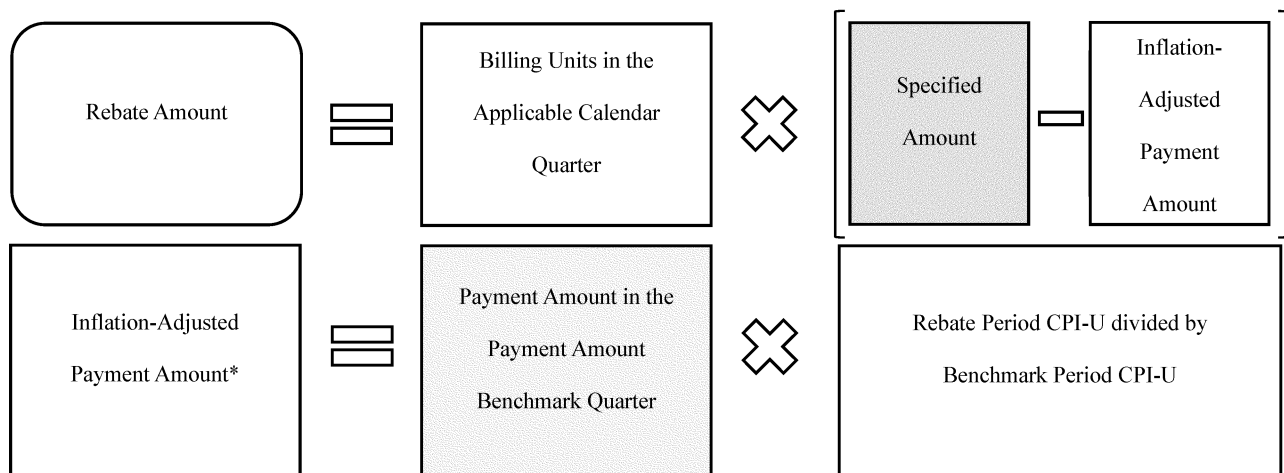 Rebate Amount
Billing Units in the
Applicable Calendar
Quarter
Specified
Amount
Inflation-
Adjusted
Payment
Amount
Inflation-Adjusted
Payment Amount*
Payment Amount in the
Payment Amount
Benchmark Quarter
Rebate Period CPI-U divided by
Benchmark Period CPI-U